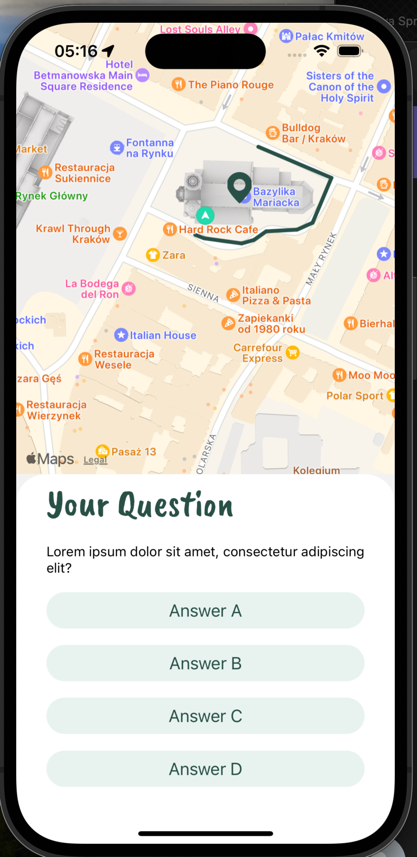 a Spr
Lost Souls Alley
05:16
Pałac Kmitów
Hotel
Betmanowska Main
Square Residence
The Piano Rouge
Sisters of the
Canon of the
Holy Spirit
Bulldog
Bar / Kraków
Market
Fontanna
na Rynku
Restauracja
Sukiennice
Rynek Główny
Bazylika
Mariacka
Krawl Through
Kraków
Hard Rock Cafe
Zara
MAŁY RYNEK
La Bodega
del Ron
SIENNA
Italiano
Pizza & Pasta
Zapiekanki
od 1980 roku
ockich
ich
Italian House
Bierhal
Restauracja
Wesele
Carrefour
Express
zara Gęś
Moo Moo
Restauracja
Wierzynek
Polar Sport
OLARSKA
Pasaż 13
Maps
Legal
Kolegium
Your Question
Lorem ipsum dolor sit amet, consectetur adipiscing
elit?
Answer A
Answer B
Answer C
Answer D